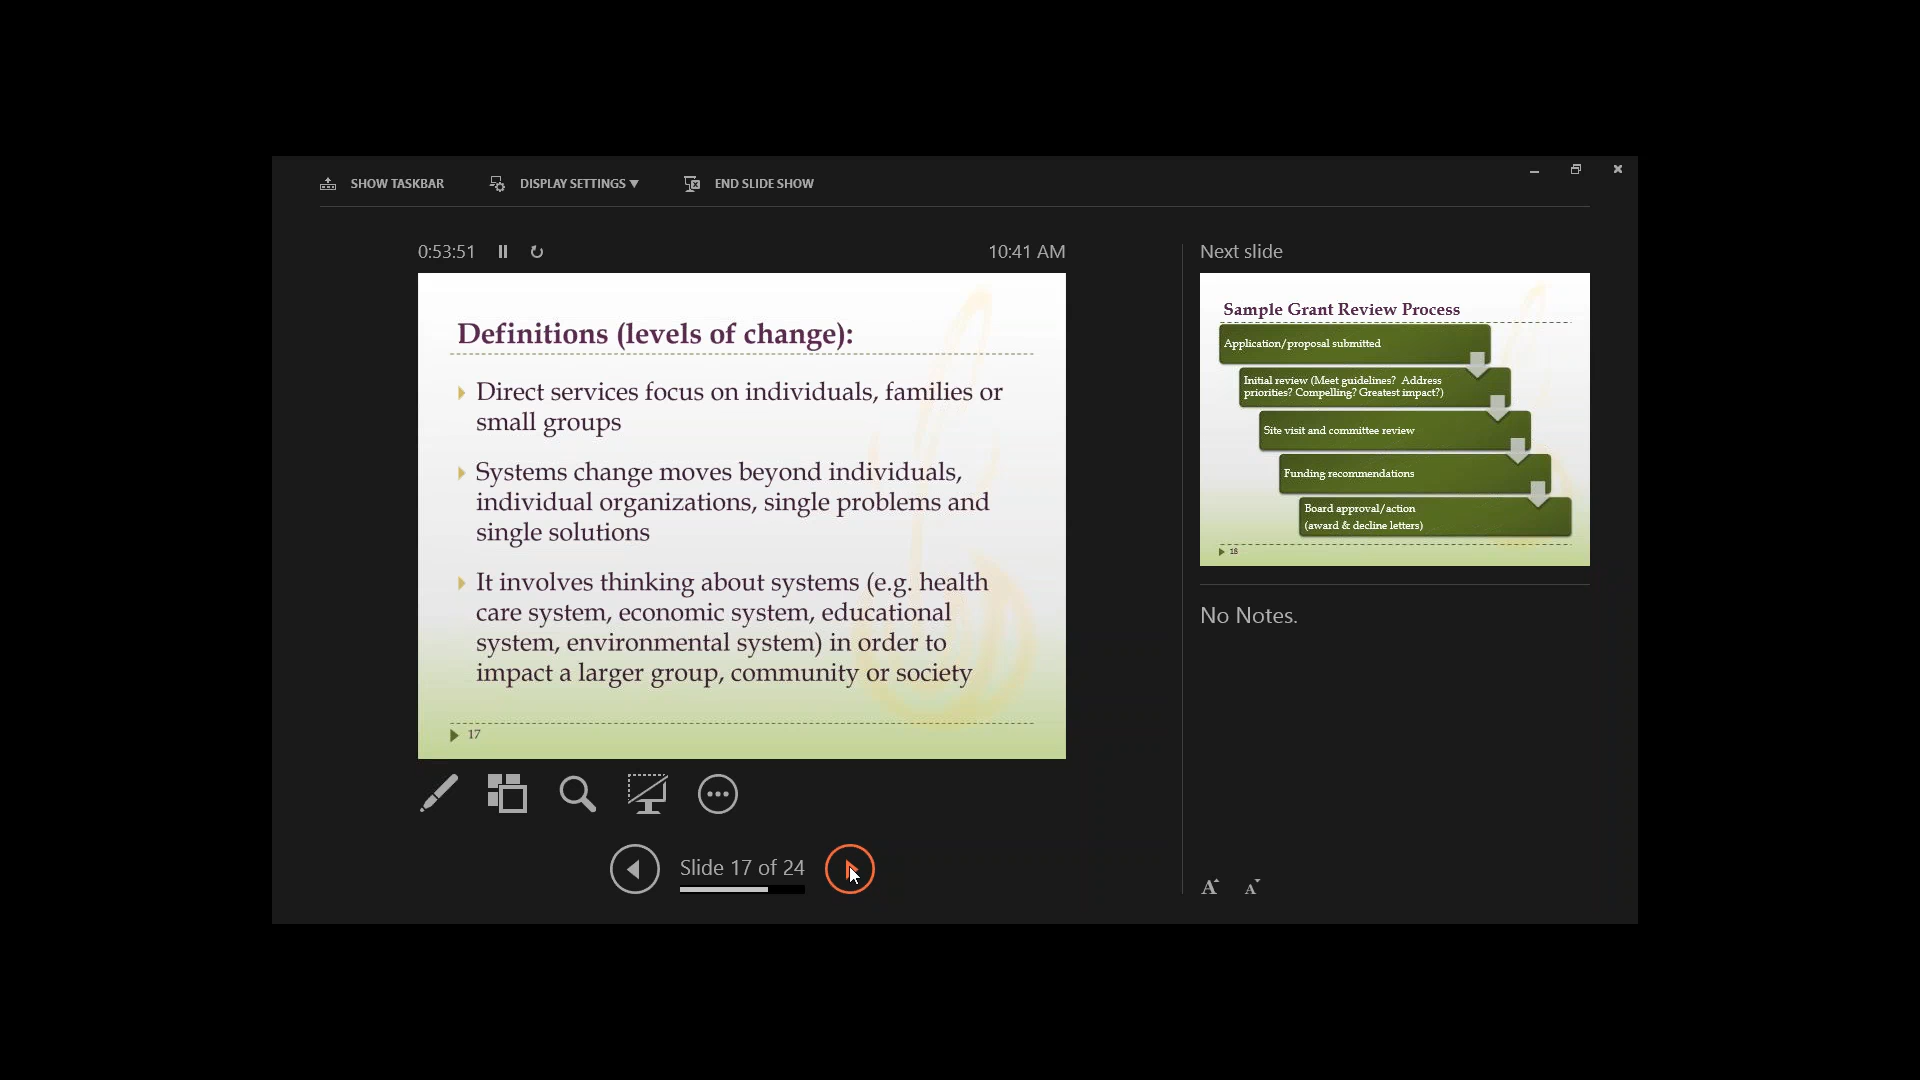 SHOW TASKBAR
DISPLAY SETTINGS
END SLIDE SHOW
0:53:51
10:41 AM
Definitions (levels of change):
Direct services focus on individuals, families or
small groups
Systems change moves beyond individuals,
individual organizations, single problems and
single solutions
It involves thinking about systems (e.g. health
care system, economic system, educational
system, environmental system) in order to
impact a larger group, community or society
17
Slide 17 of 24
Next slide
Sample Grant Review Process
Application/proposal submitted
Initial review (Meet guidelines? Address
priorities? Compelling? Greatest impact?)
Site visit and committee review
Funding recommendations
Board approval/action
(award & decline letters)
18
No Notes.
A A